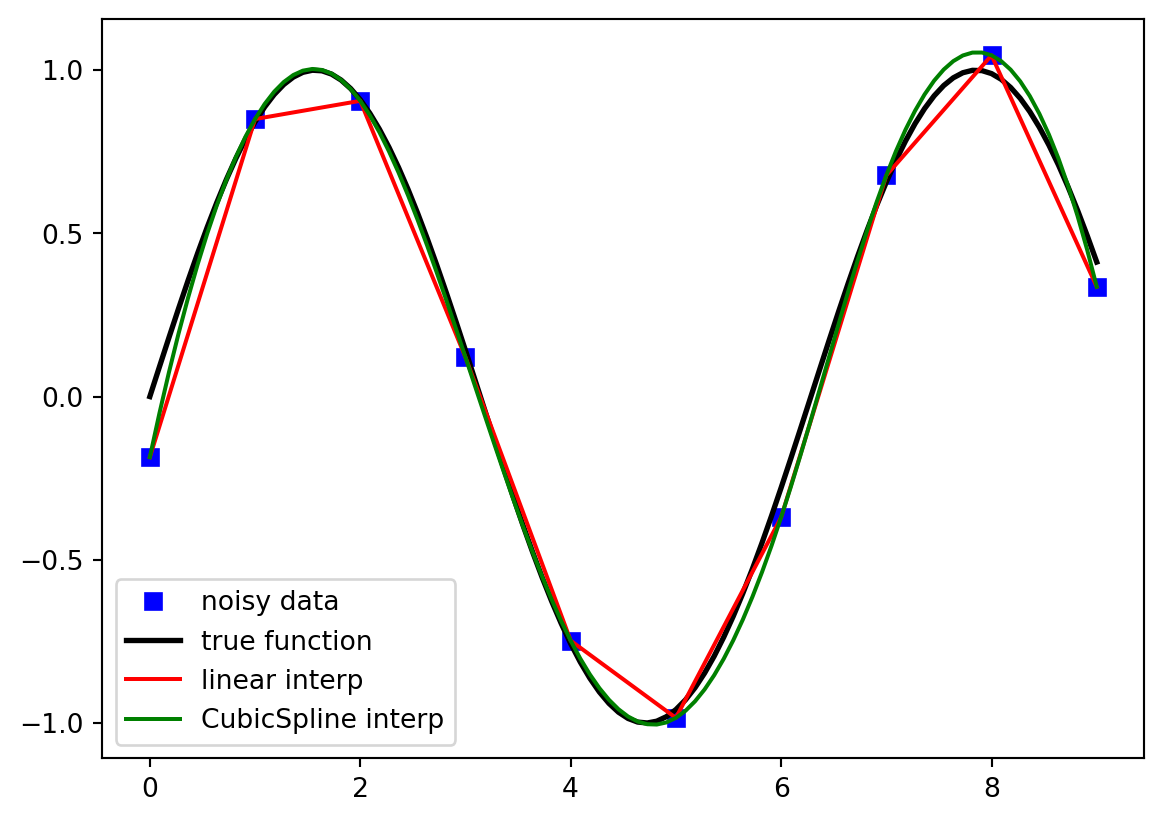 1.0
0.5
0.0
−0.5
−1.0
noisy data
true function
linear interp
CubicSpline interp
0 2 4 6 8